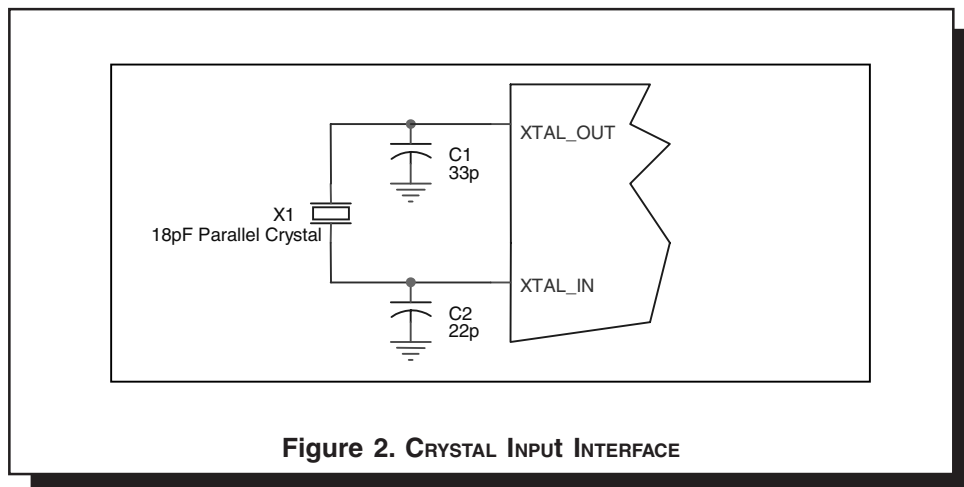 XTAL_OUT
C1
33p
X1
18pF Parallel Crystal
XTAL_IN
C2
22p
Figure 2. CRYSTAL INPUt INTERFACE